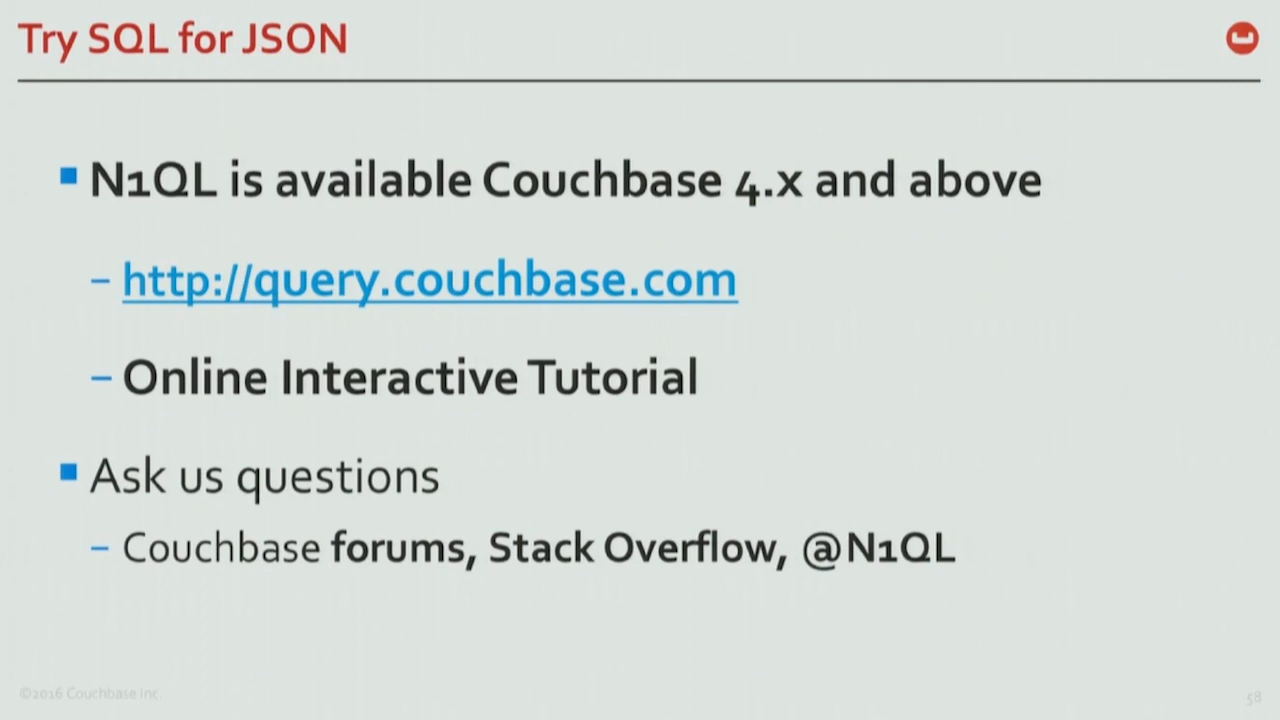 Try SQL for JSON
N1QL is available Couchbase 4.x and above
– http://query.couchbase.com
– Online Interactive Tutorial
Ask us questions
– Couchbase forums, Stack Overflow, @N1QL
©2016 Couchbase Inc.
58